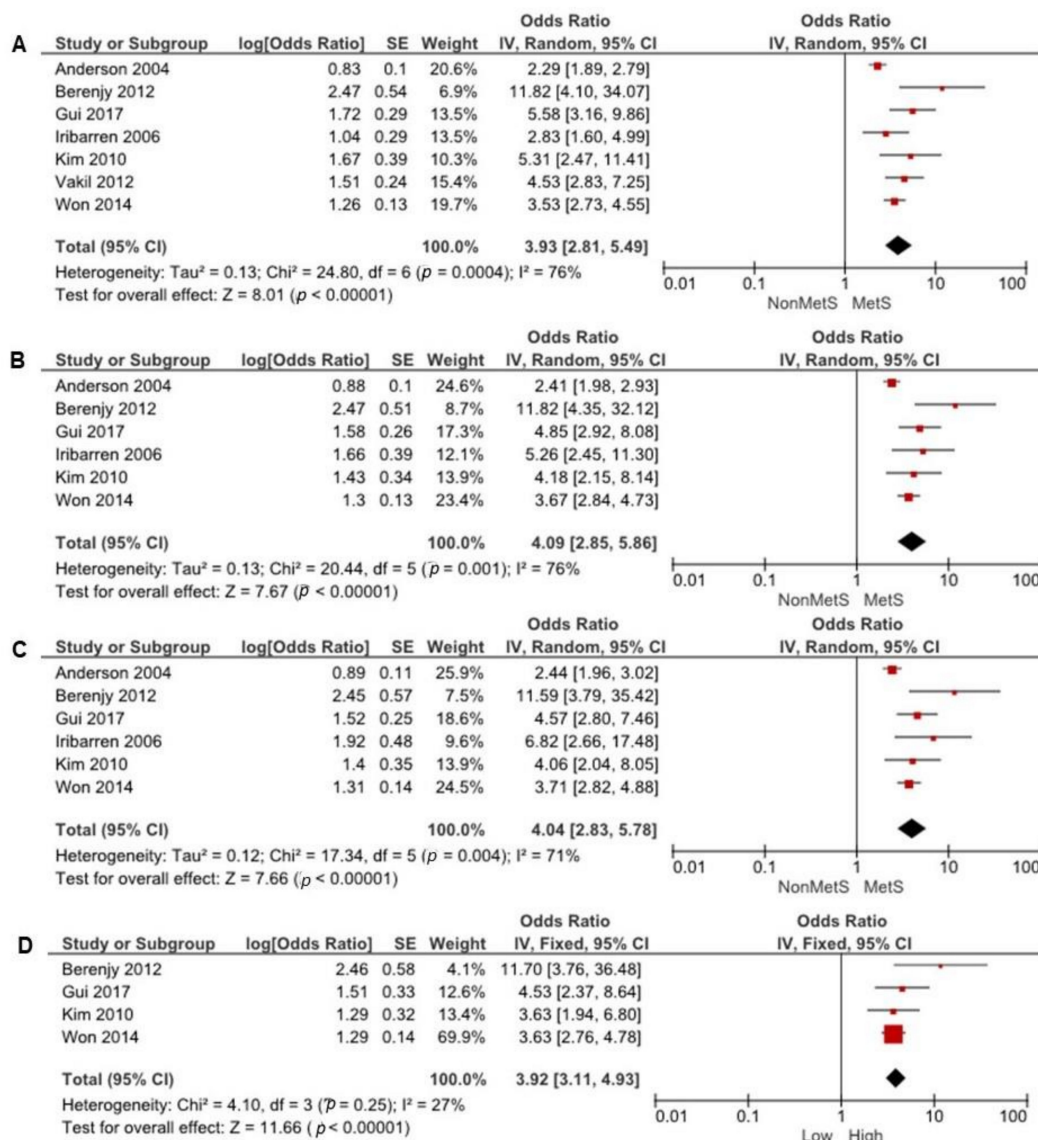 Odds Ratio Odds Ratio
A Study or Subgroup log[Odds Ratio] SE Weight IV, Random, 95% CI IV, Random, 95% CI
Anderson 2004 0.83 0.1 20.6% 2.29 [1.89, 2.79]
Berenjy 2012 2.47 0.54 6.9% 11.82 [4.10, 34.07]
Gui 2017 1.72 0.29 13.5% 5.58 [3.16, 9.86]
Iribarren 2006 1.04 0.29 13.5% 2.83 [1.60, 4.99]
Kim 2010 1.67 0.39 10.3% 5.31 [2.47, 11.41]
Vakil 2012 1.51 0.24 15.4% 4.53 [2.83, 7.25]
Won 2014 1.26 0.13 19.7% 3.53 [2.73, 4.55]
Total (95% CI) 100.0% 3.93 [2.81, 5.49]
Heterogeneity: Tau² = 0.13; Chi² = 24.80, df = 6 (p = 0.0004); I² = 76%
Test for overall effect: Z = 8.01 (p < 0.00001)
0.01 0.1 1 10 100
NonMetS MetS
Odds Ratio Odds Ratio
B Study or Subgroup log[Odds Ratio] SE Weight IV, Random, 95% CI IV, Random, 95% CI
Anderson 2004 0.88 0.1 24.6% 2.41 [1.98, 2.93]
Berenjy 2012 2.47 0.51 8.7% 11.82 [4.35, 32.12]
Gui 2017 1.58 0.26 17.3% 4.85 [2.92, 8.08]
Iribarren 2006 1.66 0.39 12.1% 5.26 [2.45, 11.30]
Kim 2010 1.43 0.34 13.9% 4.18 [2.15, 8.14]
Won 2014 1.3 0.13 23.4% 3.67 [2.84, 4.73]
Total (95% CI) 100.0% 4.09 [2.85, 5.86]
Heterogeneity: Tau² = 0.13; Chi² = 20.44, df = 5 (p = 0.001); I² = 76%
Test for overall effect: Z = 7.67 (p < 0.00001)
0.01 0.1 1 10 100
NonMetS MetS
Odds Ratio Odds Ratio
C Study or Subgroup log[Odds Ratio] SE Weight IV, Random, 95% CI IV, Random, 95% CI
Anderson 2004 0.89 0.11 25.9% 2.44 [1.96, 3.02]
Berenjy 2012 2.45 0.57 7.5% 11.59 [3.79, 35.42]
Gui 2017 1.52 0.25 18.6% 4.57 [2.80, 7.46]
Iribarren 2006 1.92 0.48 9.6% 6.82 [2.66, 17.48]
Kim 2010 1.4 0.35 13.9% 4.06 [2.04, 8.05]
Won 2014 1.31 0.14 24.5% 3.71 [2.82, 4.88]
Total (95% CI) 100.0% 4.04 [2.83, 5.78]
Heterogeneity: Tau² = 0.12; Chi² = 17.34, df = 5 (p = 0.004); I² = 71%
Test for overall effect: Z = 7.66 (p < 0.00001)
0.01 0.1 1 10 100
NonMetS MetS
Odds Ratio Odds Ratio
D Study or Subgroup log[Odds Ratio] SE Weight IV, Fixed, 95% CI IV, Fixed, 95% CI
Berenjy 2012 2.46 0.58 4.1% 11.70 [3.76, 36.48]
Gui 2017 1.51 0.33 12.6% 4.53 [2.37, 8.64]
Kim 2010 1.29 0.32 13.4% 3.63 [1.94, 6.80]
Won 2014 1.29 0.14 69.9% 3.63 [2.76, 4.78]
Total (95% CI) 100.0% 3.92 [3.11, 4.93]
Heterogeneity: Chi² = 4.10, df = 3 (p = 0.25); I² = 27%
Test for overall effect: Z = 11.66 (p < 0.00001)
0.01 0.1 1 10 100
Low High